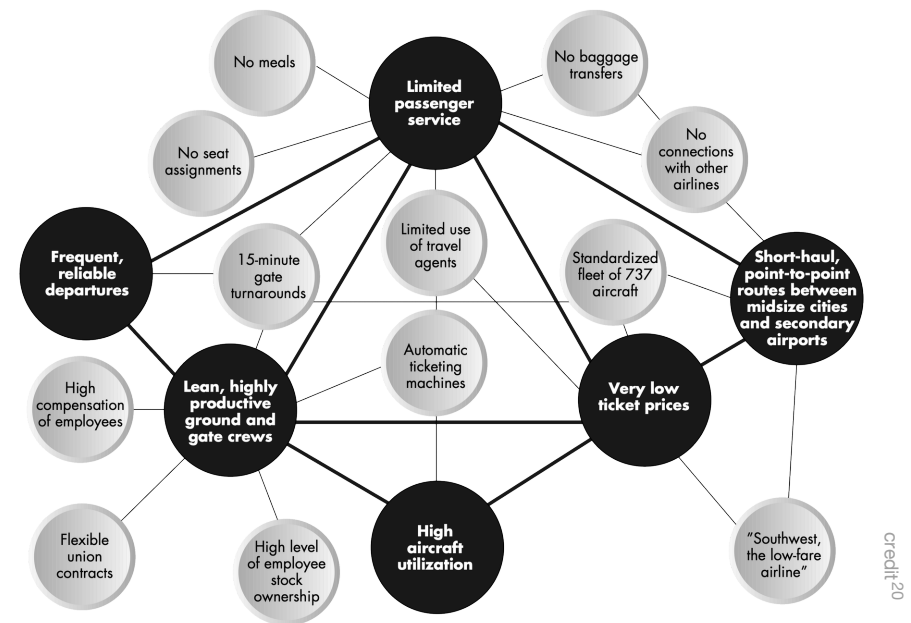 No meals
Limited
passenger
service
No baggage
transfers
No seat
assignments
No
connections
with other
airlines
Frequent,
reliable
departures
15-minute
gate
turnarounds
Limited use
of travel
agents
Standardized
fleet of 737
aircraft
Short-haul,
point-to-point
routes between
midsize cities
and secondary
airports
High
compensation
of employees
Lean, highly
productive
ground and
gate crews
Automatic
ticketing
machines
Very low
ticket prices
Flexible
union
contracts
High level
of employee
stock
ownership
High
aircraft
utilization
"Southwest,
the low-fare
airline"
credit20